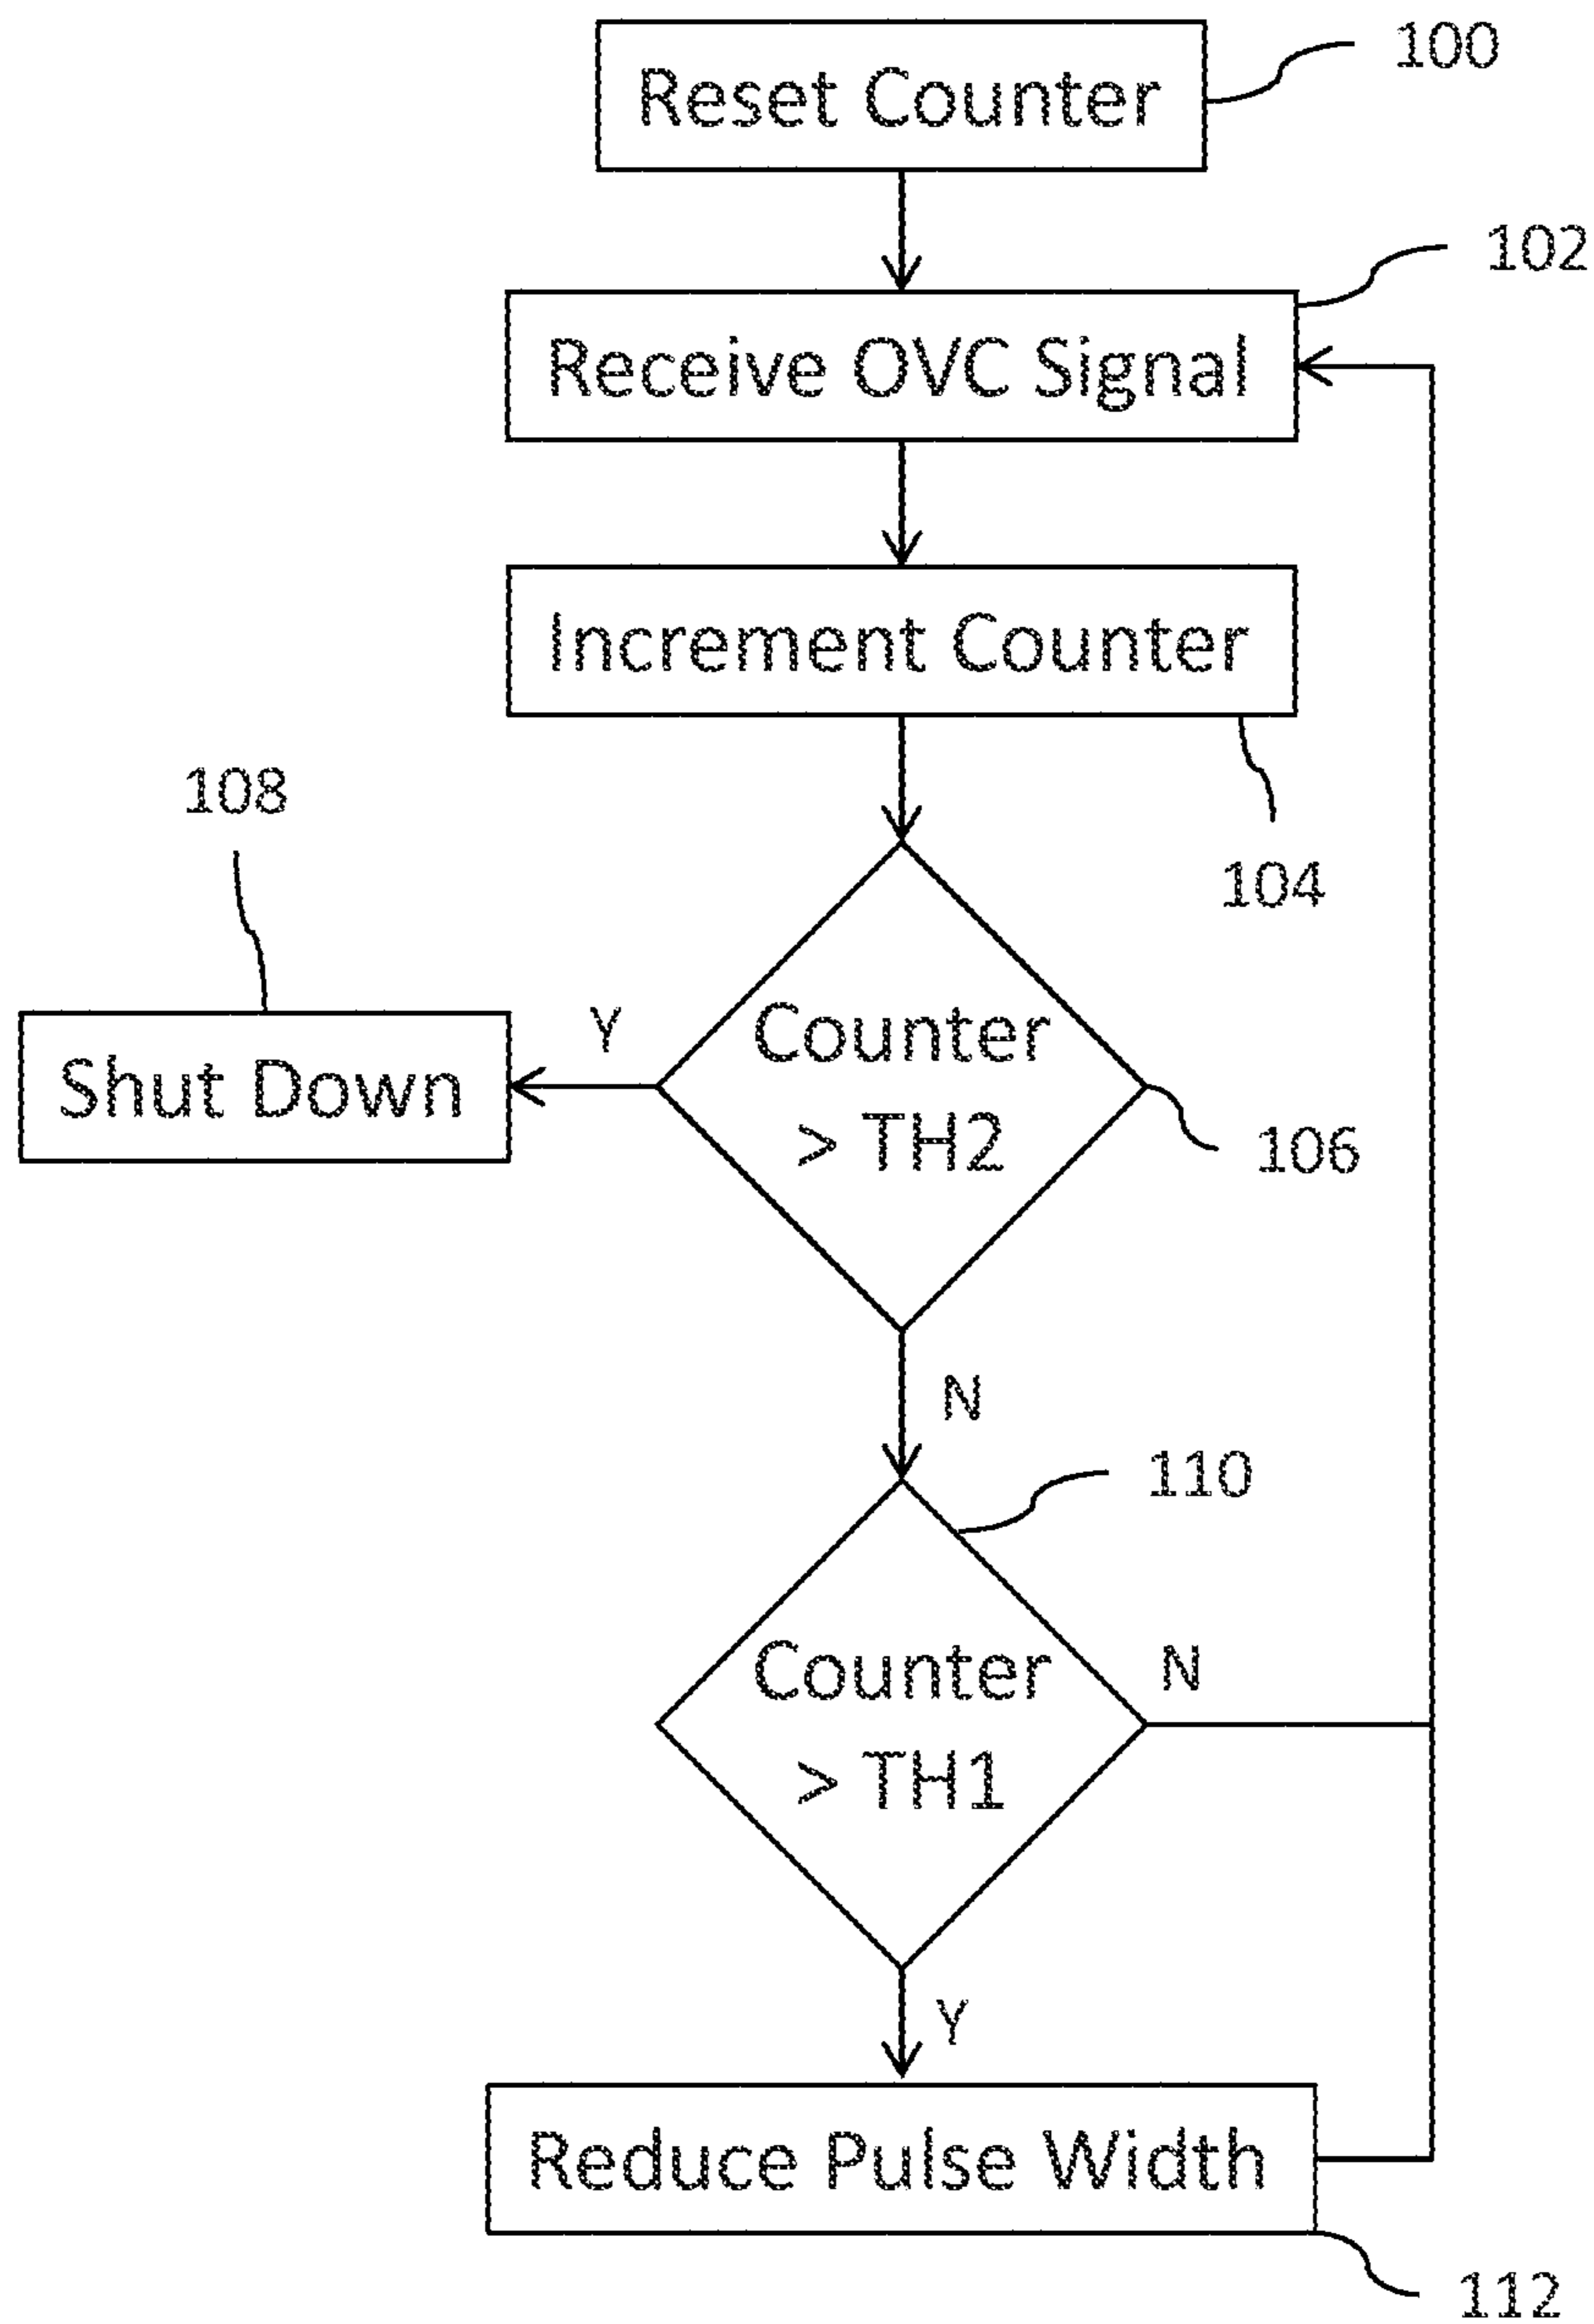 Reset Counter
100
102
Receive OVC Signal
Increment Counter
104
108
Y
Counter
> TH2
Shut Down
106
N
110
Counter
> TH1
N
Y
Reduce Pulse Width
112